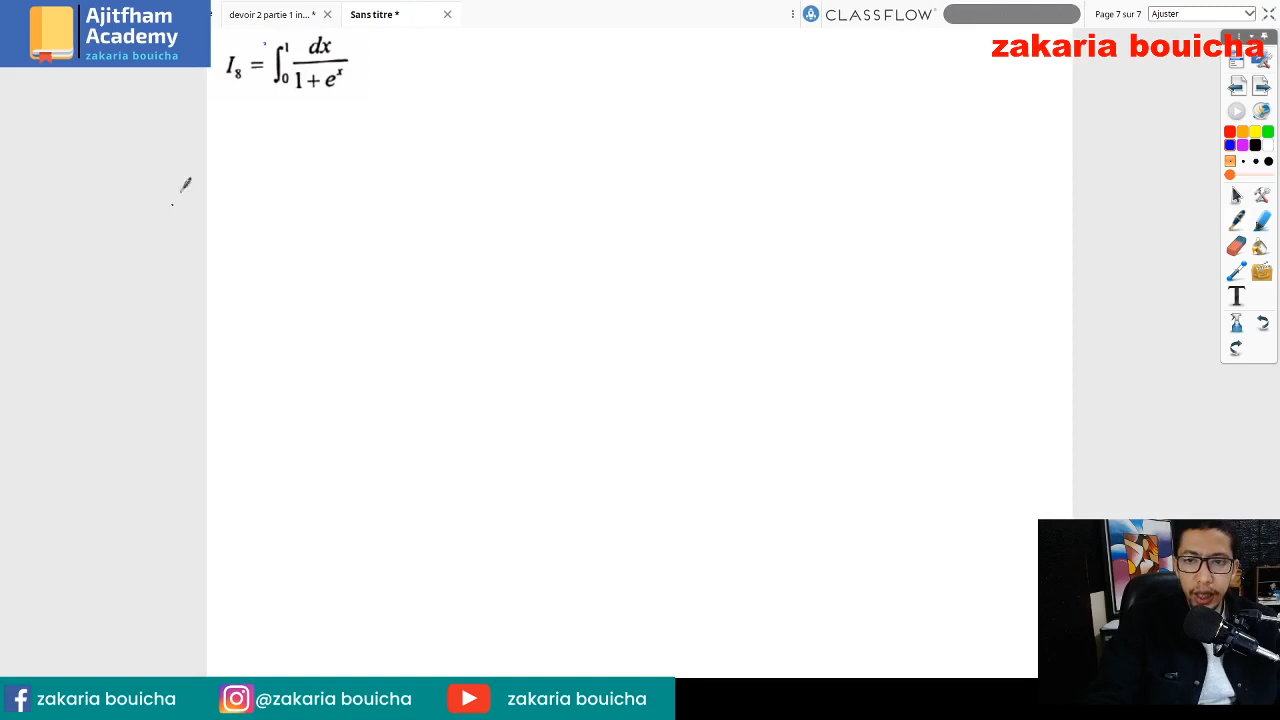 Ajitfham
Academy
zakaria bouicha
devoir 2 partie 1 in... *
Sans titre *
CLASSFLOW
Page 7 sur 7
Ajuster
zakaria bouicha
I₈ = ∫₀¹ dx / (1 + eˣ)
T
zakaria bouicha
@zakaria bouicha
zakaria bouicha